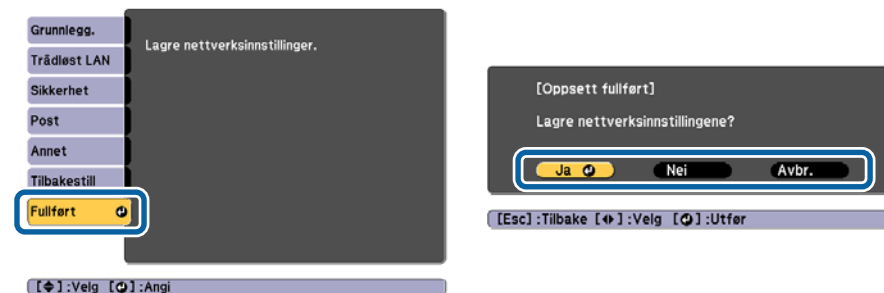 Grunnlegg.
Trådløst LAN
Sikkerhet
Post
Annet
Tilbakestill
Fullført
Lagre nettverksinnstillinger.
[ ]:Velg [ ]:Angi
[Oppsett fullført]
Lagre nettverksinnstillingene?
Ja Nei Avbr.
[Esc]:Tilbake [ ]:Velg [ ]:Utfør